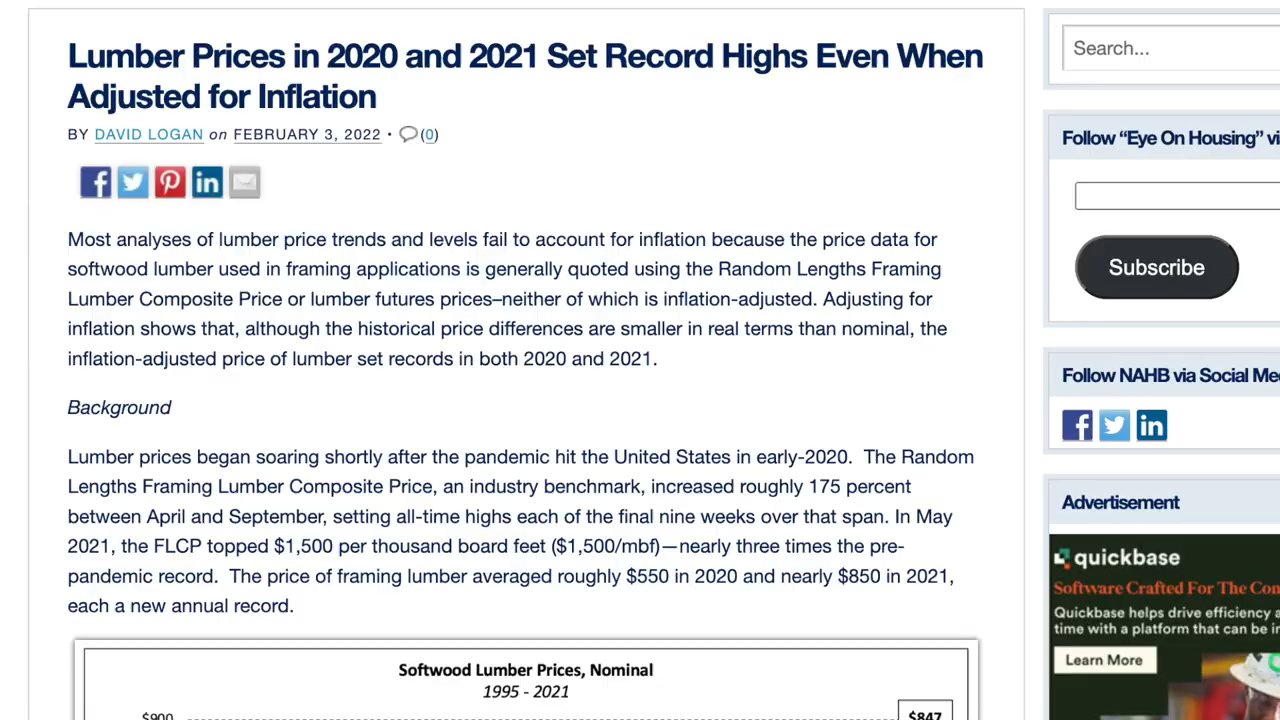 Lumber Prices in 2020 and 2021 Set Record Highs Even When
Adjusted for Inflation
BY DAVID LOGAN on FEBRUARY 3, 2022 • (0)
Most analyses of lumber price trends and levels fail to account for inflation because the price data for
softwood lumber used in framing applications is generally quoted using the Random Lengths Framing
Lumber Composite Price or lumber futures prices–neither of which is inflation-adjusted. Adjusting for
inflation shows that, although the historical price differences are smaller in real terms than nominal, the
inflation-adjusted price of lumber set records in both 2020 and 2021.
Background
Lumber prices began soaring shortly after the pandemic hit the United States in early-2020.  The Random
Lengths Framing Lumber Composite Price, an industry benchmark, increased roughly 175 percent
between April and September, setting all-time highs each of the final nine weeks over that span. In May
2021, the FLCP topped $1,500 per thousand board feet ($1,500/mbf)—nearly three times the pre-
pandemic record.  The price of framing lumber averaged roughly $550 in 2020 and nearly $850 in 2021,
each a new annual record.
Softwood Lumber Prices, Nominal
1995 - 2021
$900
$847
Search...
Follow “Eye On Housing” vi
Subscribe
Follow NAHB via Social Me
Advertisement
quickbase
Software Crafted For The Con
Quickbase helps drive efficiency a
time with a platform that can be in
Learn More